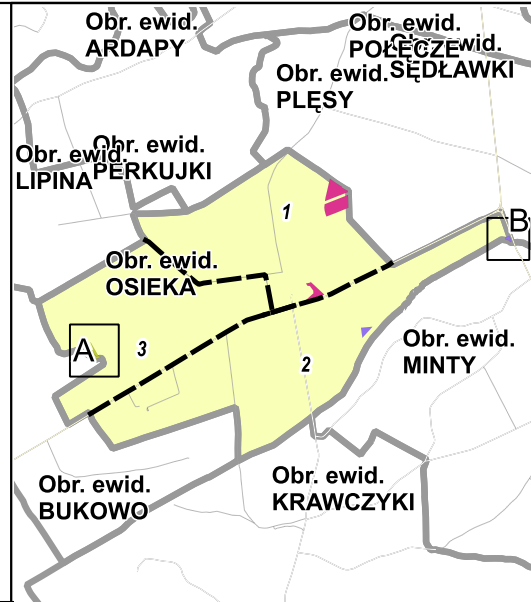 Obr. ewid.
ARDAPY
Obr. ewid.
POŁĘCZE
Obr. ewid.
SĘDŁAWKI
Obr. ewid.
PLĘSY
Obr. ewid.
PERKUJKI
Obr. ewid.
LIPINA
1
B
Obr. ewid.
OSIEKA
A
3
2
Obr. ewid.
MINTY
Obr. ewid.
BUKOWO
Obr. ewid.
KRAWCZYKI